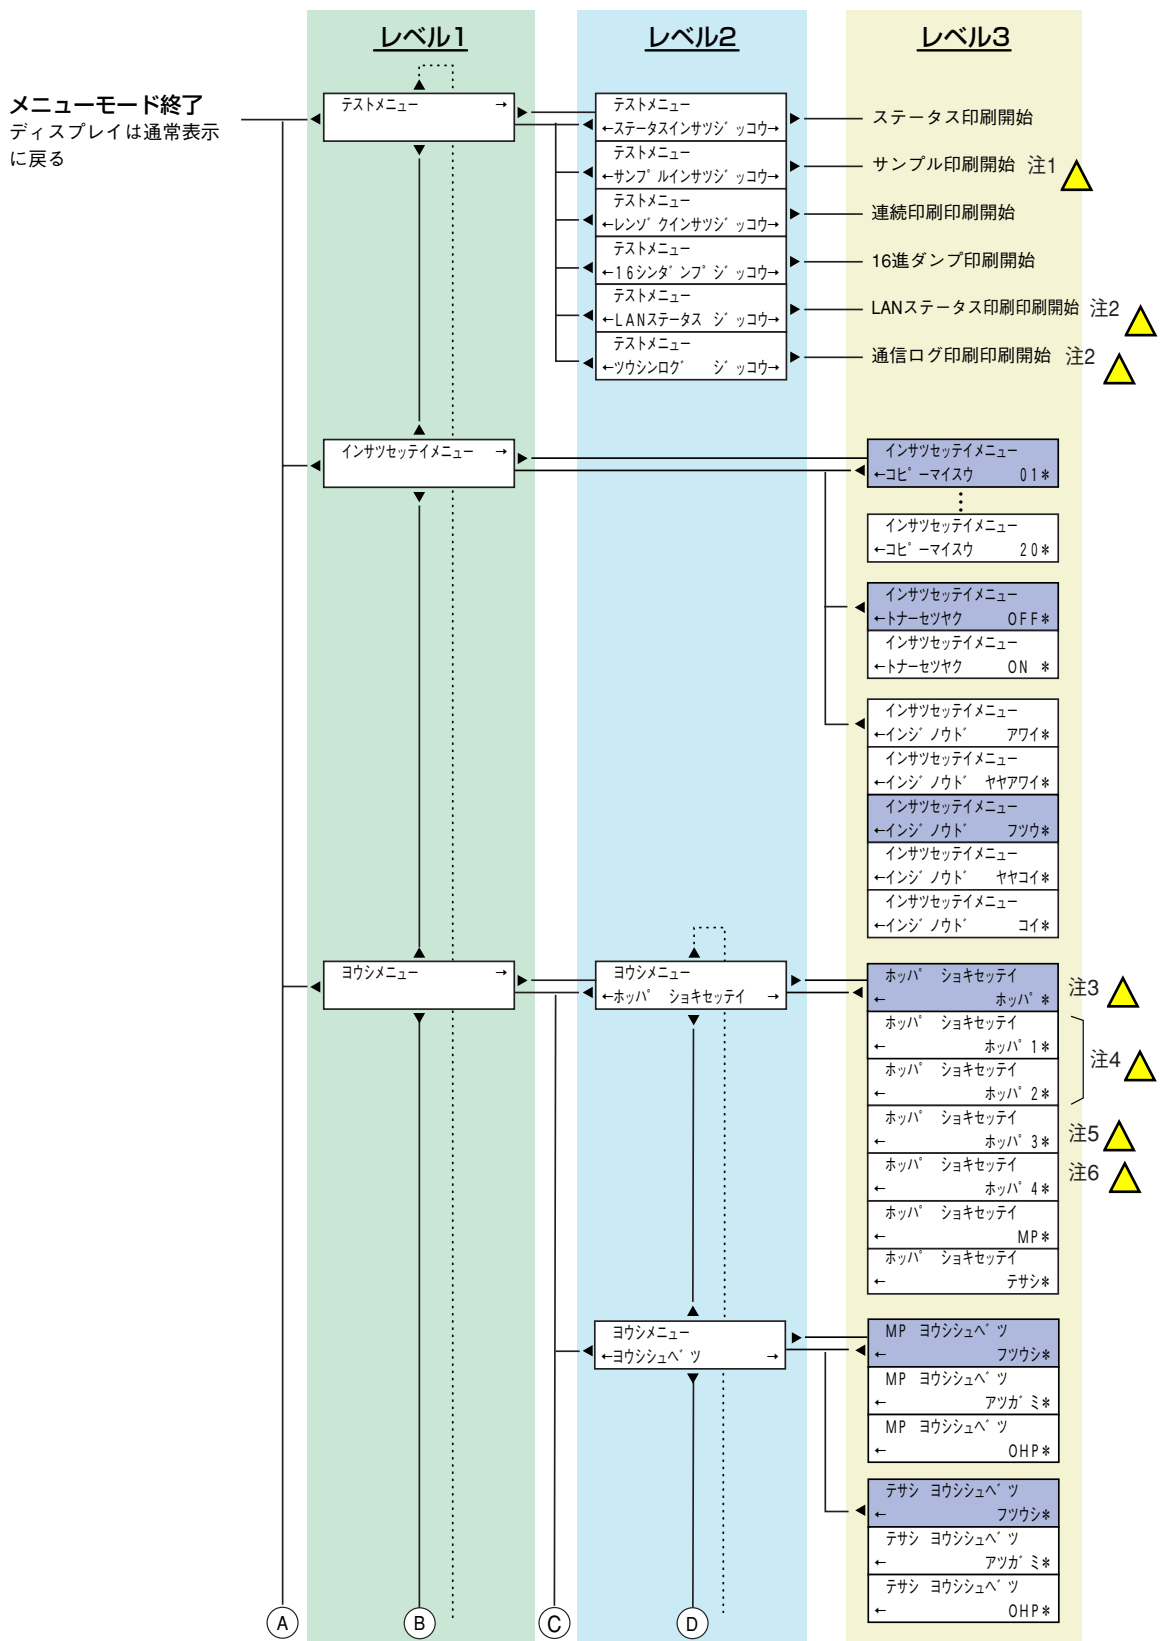 レベル1
レベル2
レベル3
メニューモード終了
ディスプレイは通常表示
に戻る
テストメニュー →
テストメニュー
←ステータスインサツジッコウ→
ステータス印刷開始
テストメニュー
←サンプルインサツジッコウ→
サンプル印刷開始 注1
テストメニュー
←レンゾクインサツジッコウ→
連続印刷印刷開始
テストメニュー
←16シンダンプジッコウ→
16進ダンプ印刷開始
テストメニュー
←LANステータス ジッコウ→
LANステータス印刷印刷開始 注2
テストメニュー
←ツウシンログ ジッコウ→
通信ログ印刷印刷開始 注2
インサツセッテイメニュー →
インサツセッテイメニュー
←コピーマイスウ 01*
インサツセッテイメニュー
←コピーマイスウ 20*
インサツセッテイメニュー
←トナーセツヤク OFF*
インサツセッテイメニュー
←トナーセツヤク ON *
インサツセッテイメニュー
←インジノウド アワイ*
インサツセッテイメニュー
←インジノウド ヤヤアワイ*
インサツセッテイメニュー
←インジノウド フツウ*
インサツセッテイメニュー
←インジノウド ヤヤコイ*
インサツセッテイメニュー
←インジノウド コイ*
ヨウシメニュー →
ヨウシメニュー
←ホッパ ショキセッテイ →
ホッパ ショキセッテイ
← ホッパ*
注3
ホッパ ショキセッテイ
← ホッパ1*
ホッパ ショキセッテイ
← ホッパ2*
注4
ホッパ ショキセッテイ
← ホッパ3*
注5
ホッパ ショキセッテイ
← ホッパ4*
注6
ホッパ ショキセッテイ
← MP*
ホッパ ショキセッテイ
← テサシ*
ヨウシメニュー
←ヨウシシュベツ →
MP ヨウシシュベツ
← フツウシ*
MP ヨウシシュベツ
← アツガミ*
MP ヨウシシュベツ
← OHP*
テサシ ヨウシシュベツ
← フツウシ*
テサシ ヨウシシュベツ
← アツガミ*
テサシ ヨウシシュベツ
← OHP*
A
B
C
D